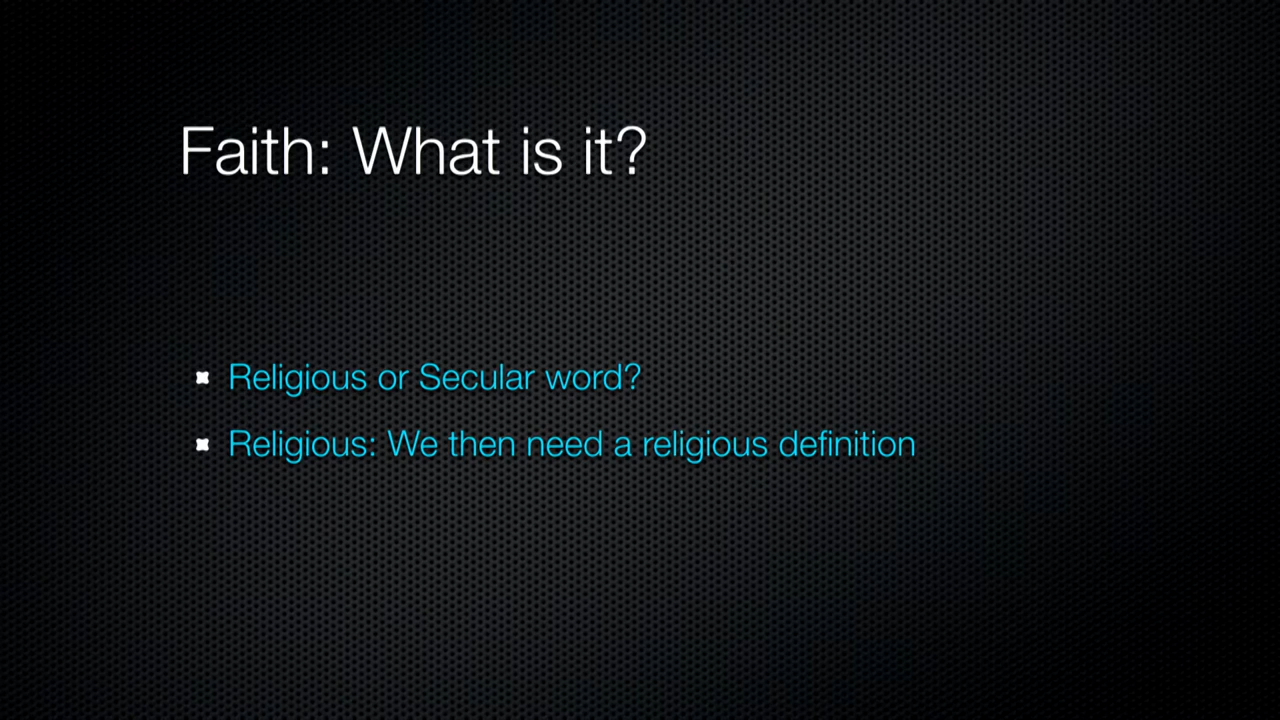 Faith: What is it?
Religious or Secular word?
Religious: We then need a religious definition